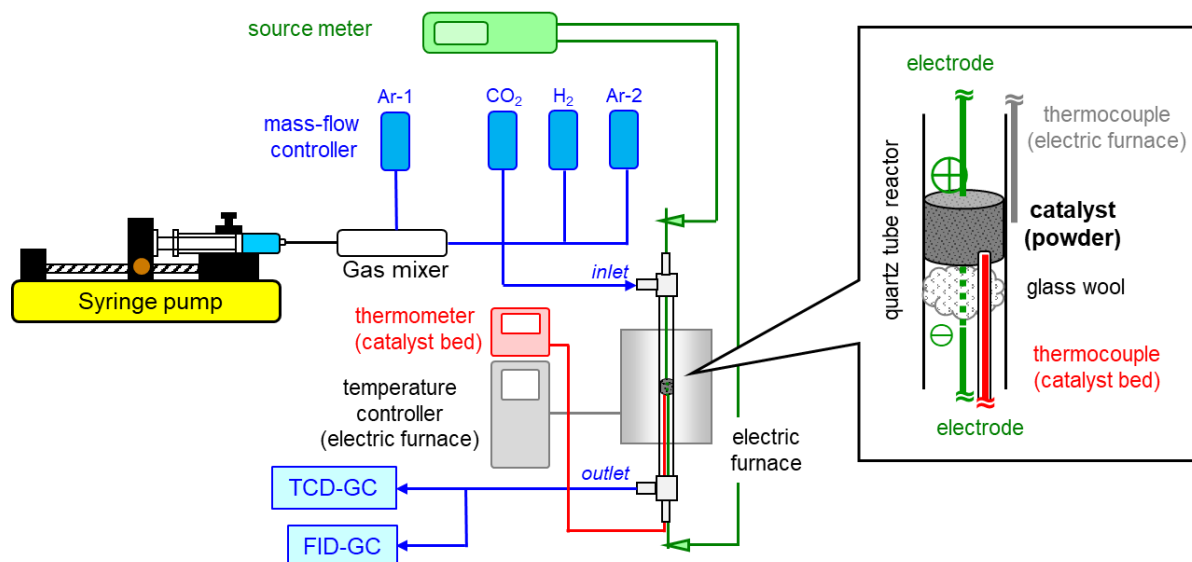 source meter
Ar-1
CO₂
H₂
Ar-2
mass-flow
controller
Gas mixer
Syringe pump
inlet
thermometer
(catalyst bed)
temperature
controller
(electric furnace)
electric
furnace
outlet
TCD-GC
FID-GC
electrode
thermocouple
(electric furnace)
quartz tube reactor
⊕
catalyst
(powder)
glass wool
⊖
thermocouple
(catalyst bed)
electrode